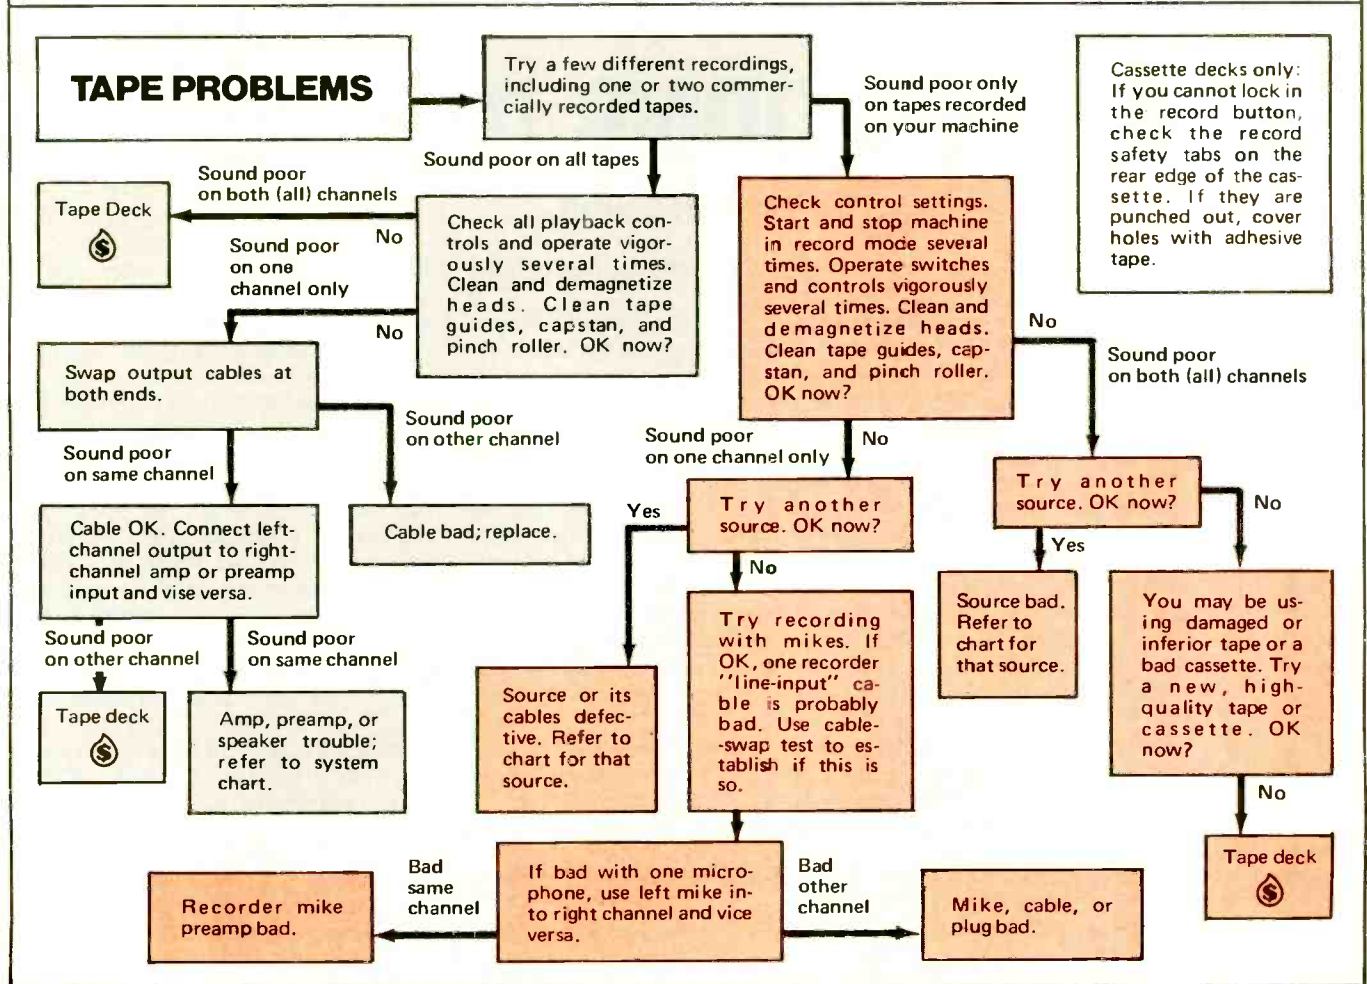 TAPE PROBLEMS
Try a few different recordings,
including one or two commer-
cially recorded tapes.
Sound poor only
on tapes recorded
on your machine
Cassette decks only:
If you cannot lock in
the record button,
check the record
safety tabs on the
rear edge of the cas-
sette. If they are
punched out, cover
holes with adhesive
tape.
Sound poor on all tapes
Sound poor
on both (all) channels
No
Tape Deck
$
Sound poor
on one
channel only
No
Check all playback con-
trols and operate vigor-
ously several times.
Clean and demagnetize
heads. Clean tape
guides, capstan, and
pinch roller. OK now?
Check control settings.
Start and stop machine
in record mode several
times. Operate switches
and controls vigorously
several times. Clean and
demagnetize heads.
Clean tape guides, cap-
stan, and pinch roller.
OK now?
No
Sound poor
on both (all) channels
Swap output cables at
both ends.
Sound poor
on other channel
Sound poor
on same channel
Cable OK. Connect left-
channel output to right-
channel amp or preamp
input and vise versa.
Cable bad; replace.
Sound poor
on other channel
Sound poor
on same channel
Tape deck
$
Amp, preamp, or
speaker trouble;
refer to system
chart.
Sound poor
on one channel only
No
Try another
source. OK now?
Yes
No
Source or its
cables defec-
tive. Refer to
chart for that
source.
Try recording
with mikes. If
OK, one recorder
"line-input" ca-
ble is probably
bad. Use cable-
-swap test to es-
tablish if this is
so.
Try another
source. OK now?
No
Yes
Source bad.
Refer to
chart for
that source.
You may be us-
ing damaged or
inferior tape or a
bad cassette. Try
a new, high-
quality tape or
cassette. OK
now?
No
Tape deck
$
If bad with one micro-
phone, use left mike in-
to right channel and vice
versa.
Bad
same
channel
Recorder mike
preamp bad.
Bad
other
channel
Mike, cable, or
plug bad.